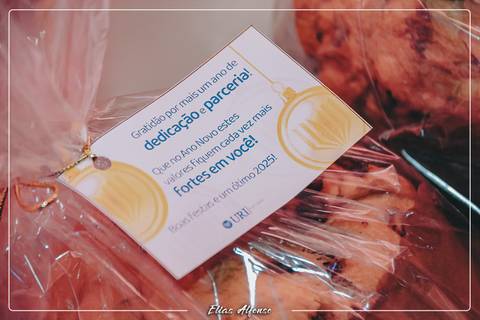 Gratidão por mais um ano de
dedicação e parceria!
Que no Ano Novo estes
valores fiquem cada vez mais
fortes em você!
Boas Festas e um ótimo 2025!
URI
Elias Alfonso